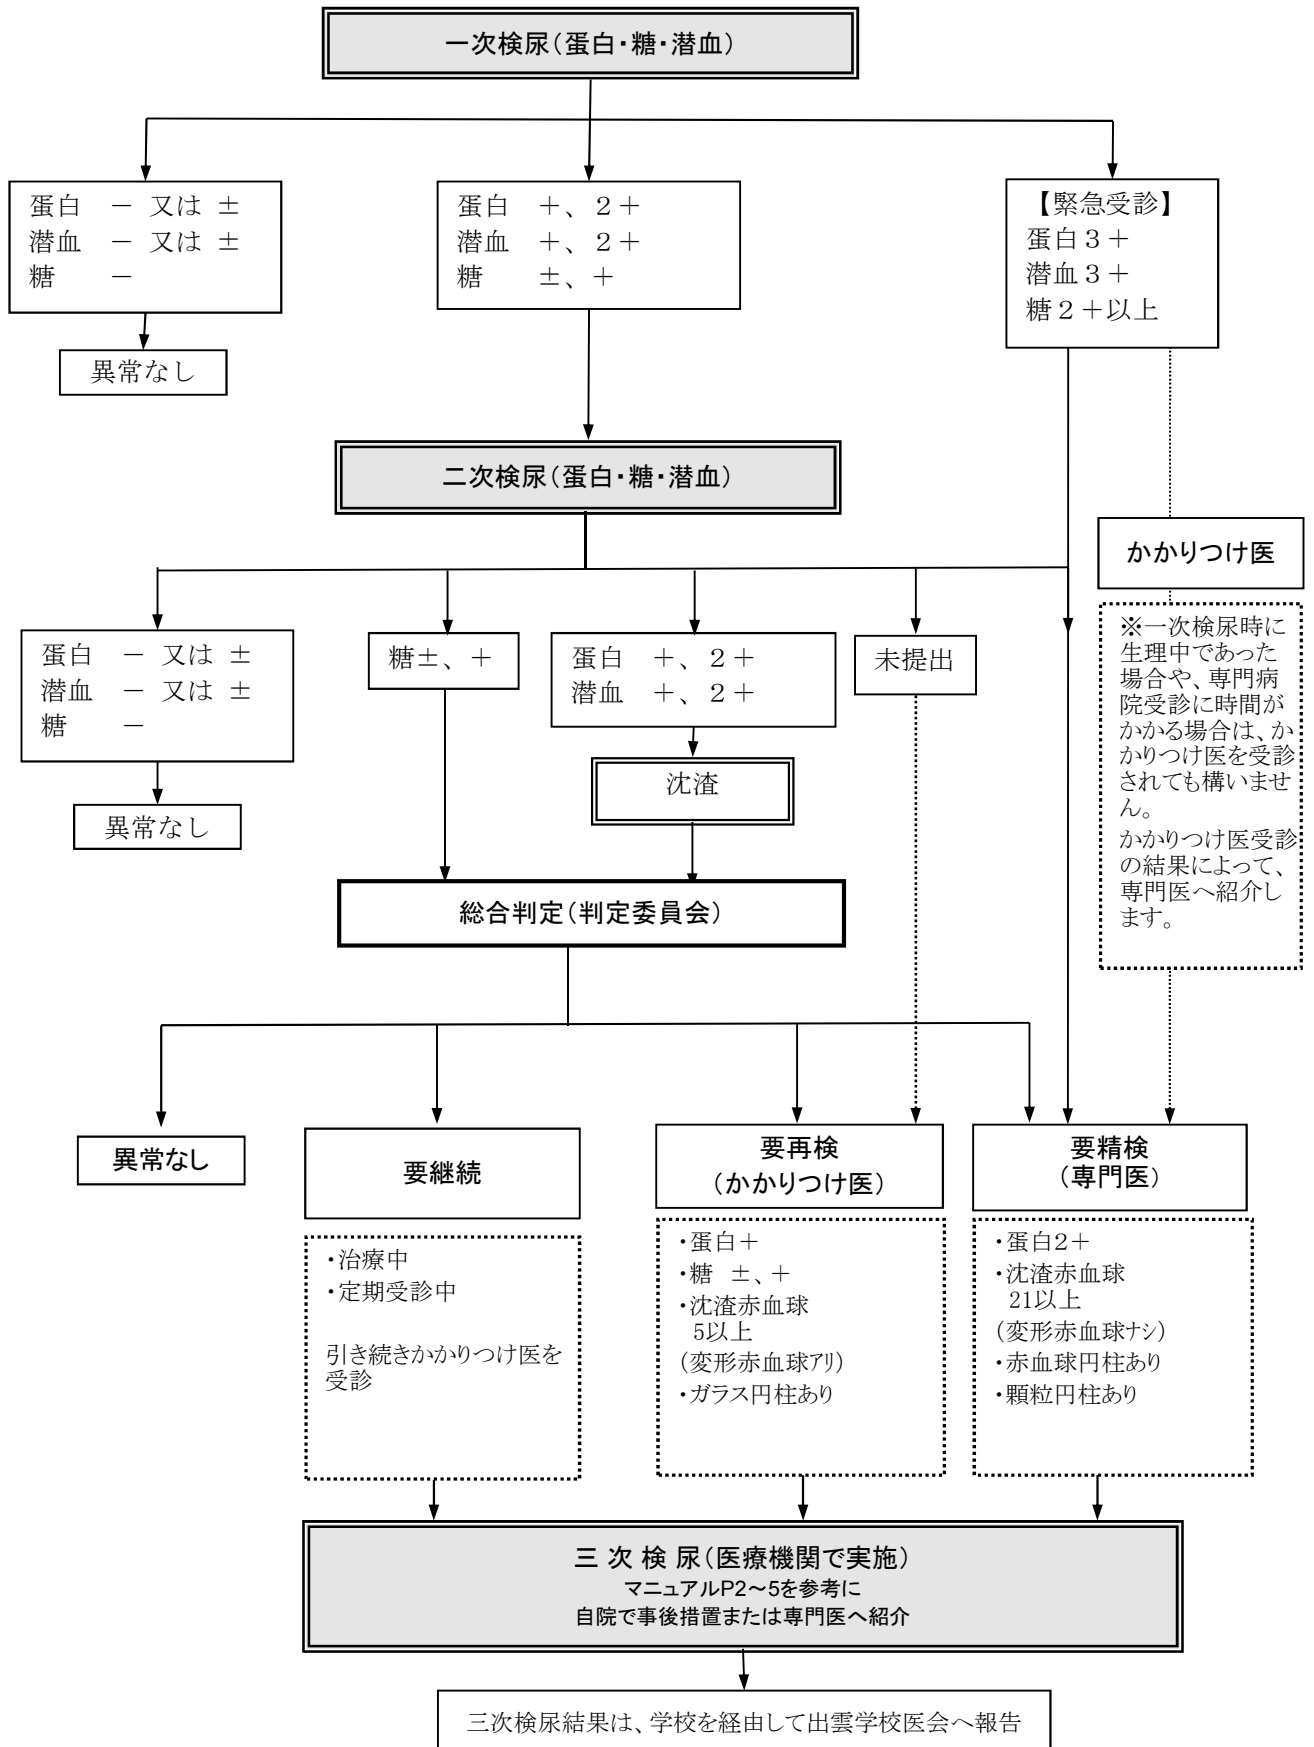 一次検尿(蛋白・糖・潜血)
蛋白　－ 又は ±
潜血　－ 又は ±
糖　　－
異常なし
蛋白　＋、２＋
潜血　＋、２＋
糖　　±、＋
【緊急受診】
蛋白３＋
潜血３＋
糖２＋以上
二次検尿(蛋白・糖・潜血)
かかりつけ医
※一次検尿時に
生理中であった
場合や、専門病
院受診に時間が
かかる場合は、か
かりつけ医を受診
されても構いませ
ん。
かかりつけ医受診
の結果によって、
専門医へ紹介し
ます。
蛋白　－ 又は ±
潜血　－ 又は ±
糖　　－
異常なし
糖±、＋
蛋白　＋、２＋
潜血　＋、２＋
沈渣
未提出
総合判定(判定委員会)
異常なし
要継続
・治療中
・定期受診中
引き続きかかりつけ医を
受診
要再検
(かかりつけ医)
・蛋白＋
・糖　±、＋
・沈渣赤血球
5以上
(変形赤血球ｱﾘ)
・ガラス円柱あり
要精検
(専門医)
・蛋白2＋
・沈渣赤血球
21以上
(変形赤血球ﾅｼ)
・赤血球円柱あり
・顆粒円柱あり
三 次 検 尿(医療機関で実施)
マニュアルP2～5を参考に
自院で事後措置または専門医へ紹介
三次検尿結果は、学校を経由して出雲学校医会へ報告